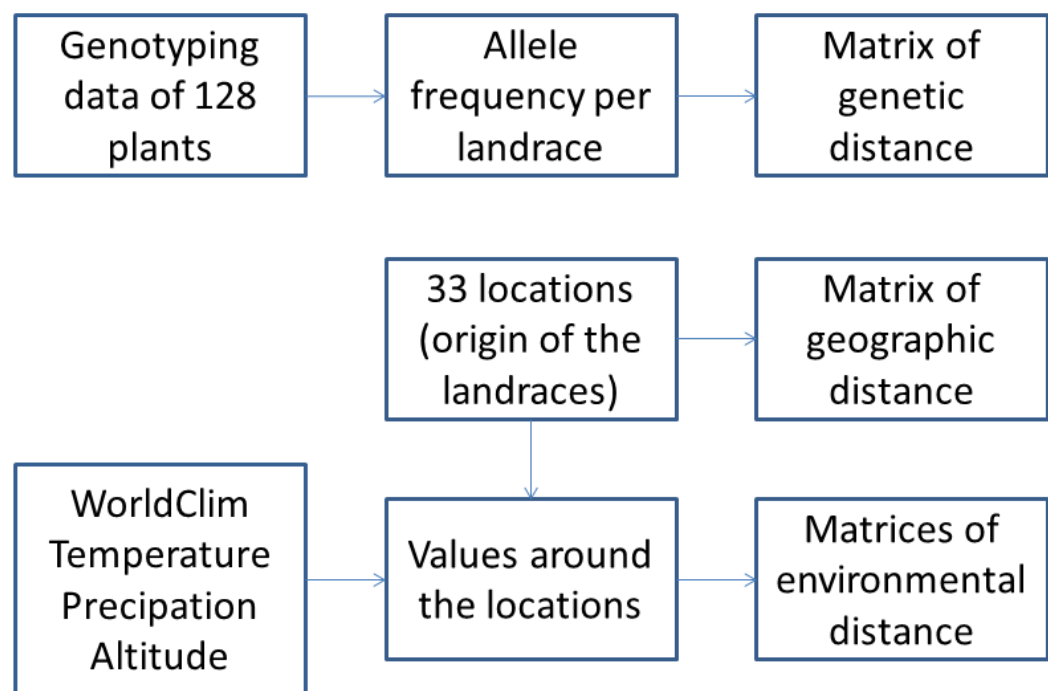 Genotyping
data of 128
plants
Allele
frequency per
landrace
Matrix of
genetic
distance
33 locations
(origin of the
landraces)
Matrix of
geographic
distance
WorldClim
Temperature
Precipation
Altitude
Values around
the locations
Matrices of
environmental
distance